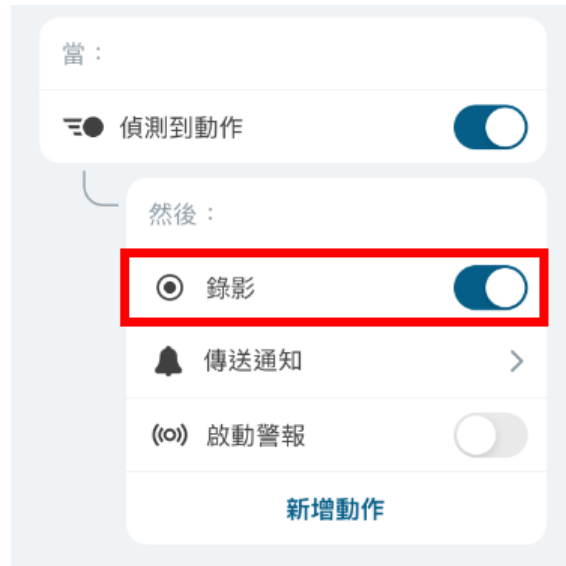 當：
偵測到動作
然後：
錄影
傳送通知
啟動警報
新增動作